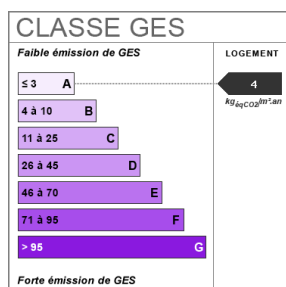 CLASSE GES
Faible émission de GES
LOGEMENT
≤ 3 A
4
kgéqCO2/m².an
4 à 10 B
11 à 25 C
26 à 45 D
46 à 70 E
71 à 95 F
> 95 G
Forte émission de GES